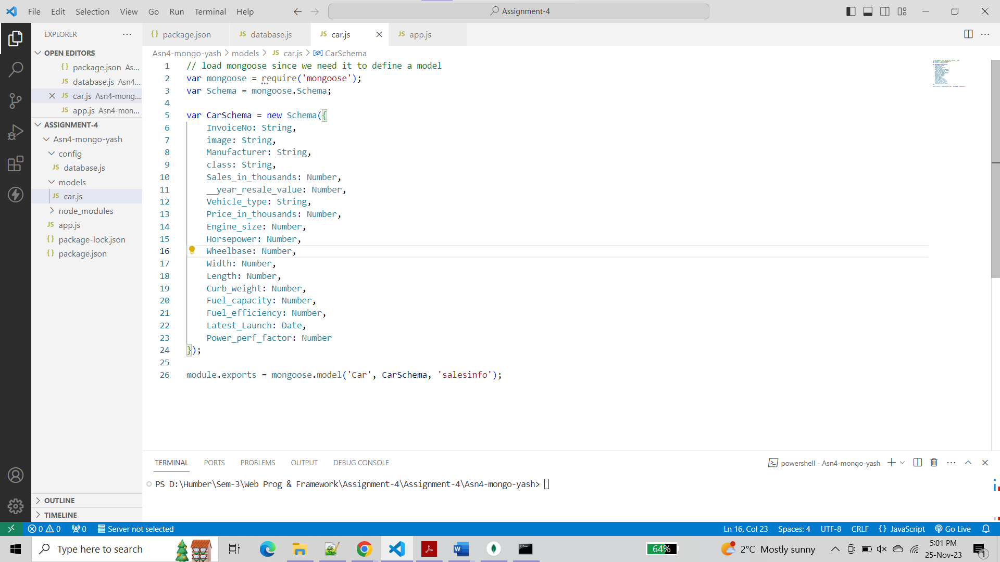 File Edit Selection View Go Run Terminal Help
Assignment-4
EXPLORER
OPEN EDITORS
{} package.json As...
JS database.js Asn4...
JS car.js Asn4-mong...
JS app.js Asn4-mon...
ASSIGNMENT-4
Asn4-mongo-yash
config
JS database.js
models
JS car.js
node_modules
JS app.js
{} package-lock.json
{} package.json
OUTLINE
TIMELINE
{} package.json JS database.js JS car.js JS app.js
Asn4-mongo-yash > models > JS car.js > CarSchema
1 // load mongoose since we need it to define a model
2 var mongoose = require('mongoose');
3 var Schema = mongoose.Schema;
4
5 var CarSchema = new Schema({
6 InvoiceNo: String,
7 image: String,
8 Manufacturer: String,
9 class: String,
10 Sales_in_thousands: Number,
11 __year_resale_value: Number,
12 Vehicle_type: String,
13 Price_in_thousands: Number,
14 Engine_size: Number,
15 Horsepower: Number,
16 Wheelbase: Number,
17 Width: Number,
18 Length: Number,
19 Curb_weight: Number,
20 Fuel_capacity: Number,
21 Fuel_efficiency: Number,
22 Latest_Launch: Date,
23 Power_perf_factor: Number
24 });
25
26 module.exports = mongoose.model('Car', CarSchema, 'salesinfo');
TERMINAL PORTS PROBLEMS OUTPUT DEBUG CONSOLE
powershell - Asn4-mongo-yash
PS D:\Humber\Sem-3\Web Prog & Framework\Assignment-4\Assignment-4\Asn4-mongo-yash>
0 0 0 Server not selected
Ln 16, Col 23 Spaces: 4 UTF-8 CRLF {} JavaScript Go Live
Type here to search
64%
2°C Mostly sunny
5:01 PM
25-Nov-23
1